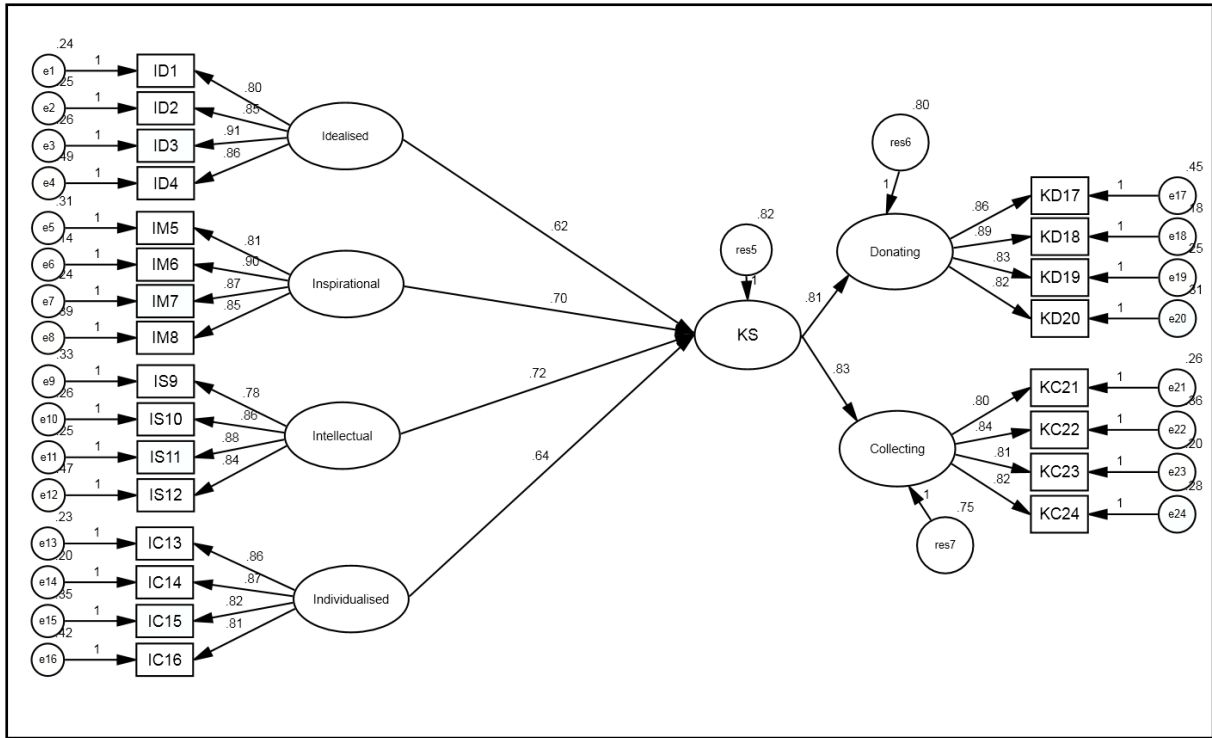 .24
e1 1 ID1
.25
e2 1 ID2
.26
e3 1 ID3
.49
e4 1 ID4
.80
.85
.91
.86
Idealised
.31
e5 1 IM5
.14
e6 1 IM6
.24
e7 1 IM7
.39
e8 1 IM8
.81
.90
.87
.85
Inspirational
.33
e9 1 IS9
.26
e10 1 IS10
.25
e11 1 IS11
.47
e12 1 IS12
.78
.86
.88
.84
Intellectual
.23
e13 1 IC13
.20
e14 1 IC14
.35
e15 1 IC15
.42
e16 1 IC16
.86
.87
.82
.81
Individualised
.62
.70
.72
.64
.82
res5
1
KS
.81
.83
.80
res6
1
Donating
.86
.89
.83
.82
.45
KD17 1 e17
.18
KD18 1 e18
.25
KD19 1 e19
.31
KD20 1 e20
Collecting
1
.75
res7
.80
.84
.81
.82
.26
KC21 1 e21
.36
KC22 1 e22
.20
KC23 1 e23
.28
KC24 1 e24